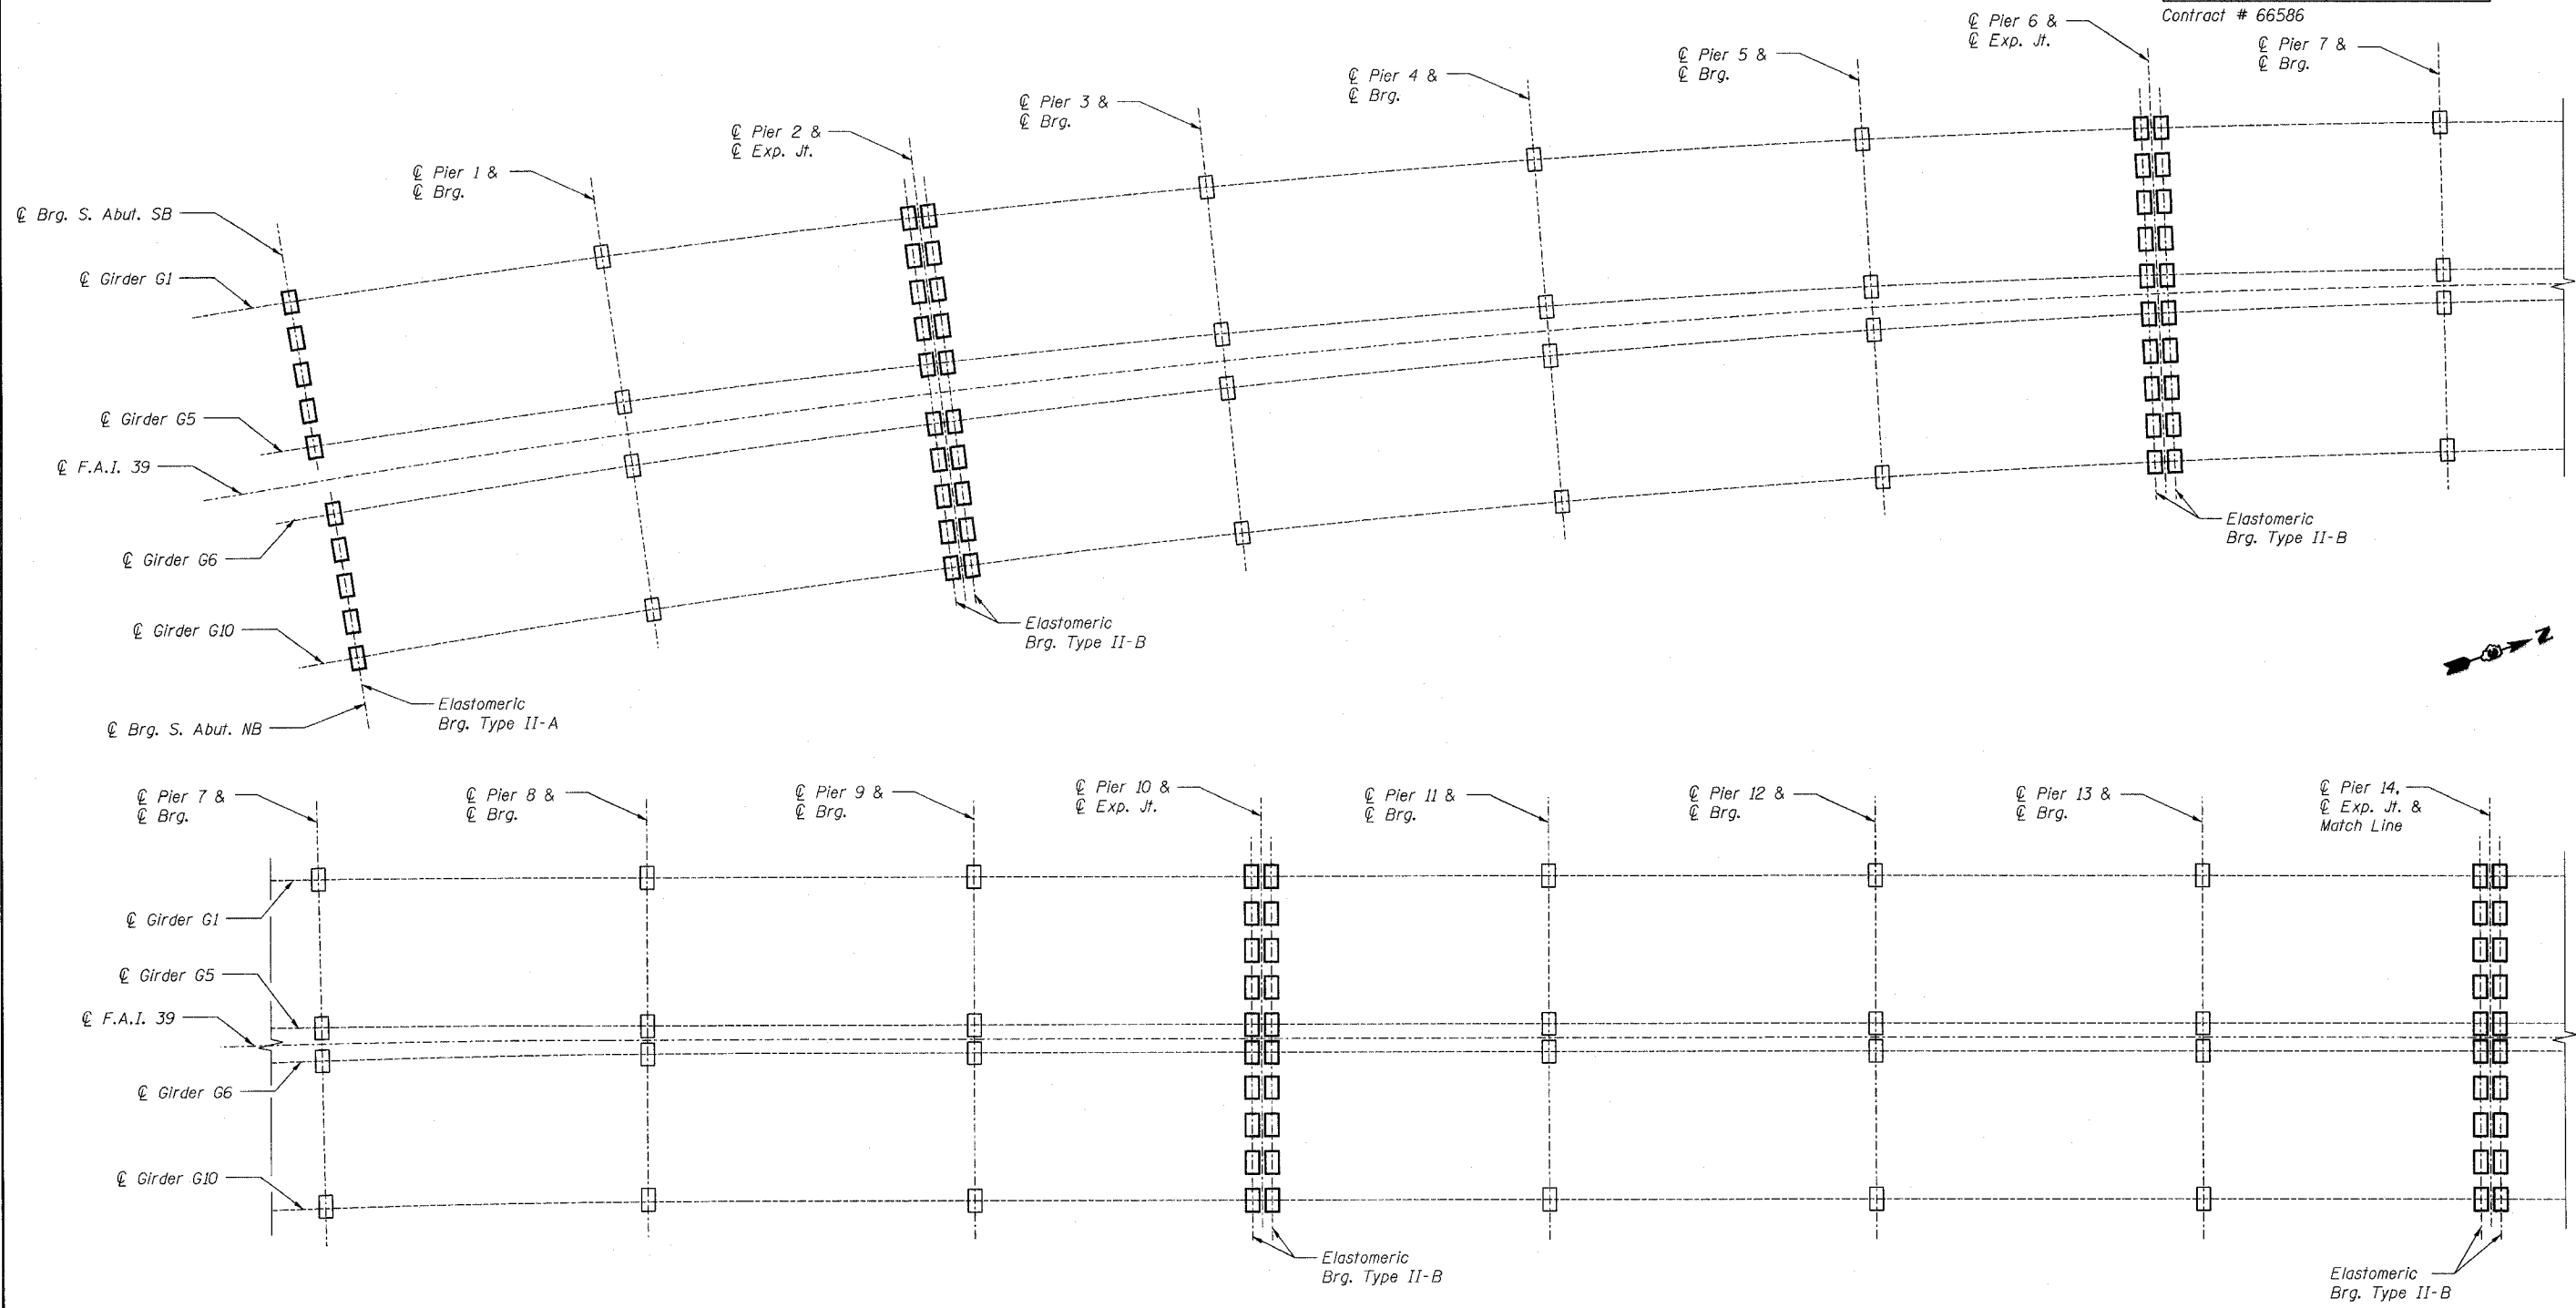 Contract # 66586
℄ Pier 6 &
℄ Exp. Jt.
℄ Pier 7 &
℄ Brg.
℄ Pier 5 &
℄ Brg.
℄ Pier 4 &
℄ Brg.
℄ Pier 3 &
℄ Brg.
℄ Pier 2 &
℄ Exp. Jt.
℄ Pier 1 &
℄ Brg.
℄ Brg. S. Abut. SB
℄ Girder G1
℄ Girder G5
℄ F.A.I. 39
℄ Girder G6
℄ Girder G10
℄ Brg. S. Abut. NB
Elastomeric
Brg. Type II-A
Elastomeric
Brg. Type II-B
Elastomeric
Brg. Type II-B
N
℄ Pier 7 &
℄ Brg.
℄ Pier 8 &
℄ Brg.
℄ Pier 9 &
℄ Brg.
℄ Pier 10 &
℄ Exp. Jt.
℄ Pier 11 &
℄ Brg.
℄ Pier 12 &
℄ Brg.
℄ Pier 13 &
℄ Brg.
℄ Pier 14,
℄ Exp. Jt. &
Match Line
℄ Girder G1
℄ Girder G5
℄ F.A.I. 39
℄ Girder G6
℄ Girder G10
Elastomeric
Brg. Type II-B
Elastomeric
Brg. Type II-B